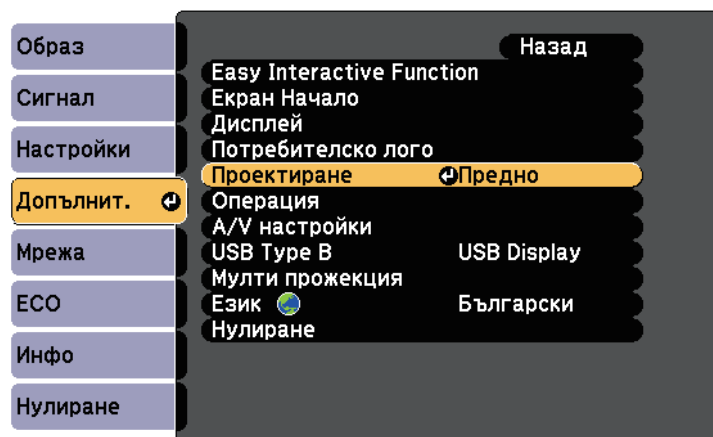 Образ
Сигнал
Настройки
Допълнит.
Мрежа
ECO
Инфо
Нулиране
Назад
Easy Interactive Function
Екран Начало
Дисплей
Потребителско лого
Проектиране Предно
Операция
A/V настройки
USB Type B USB Display
Мулти прожекция
Език Български
Нулиране